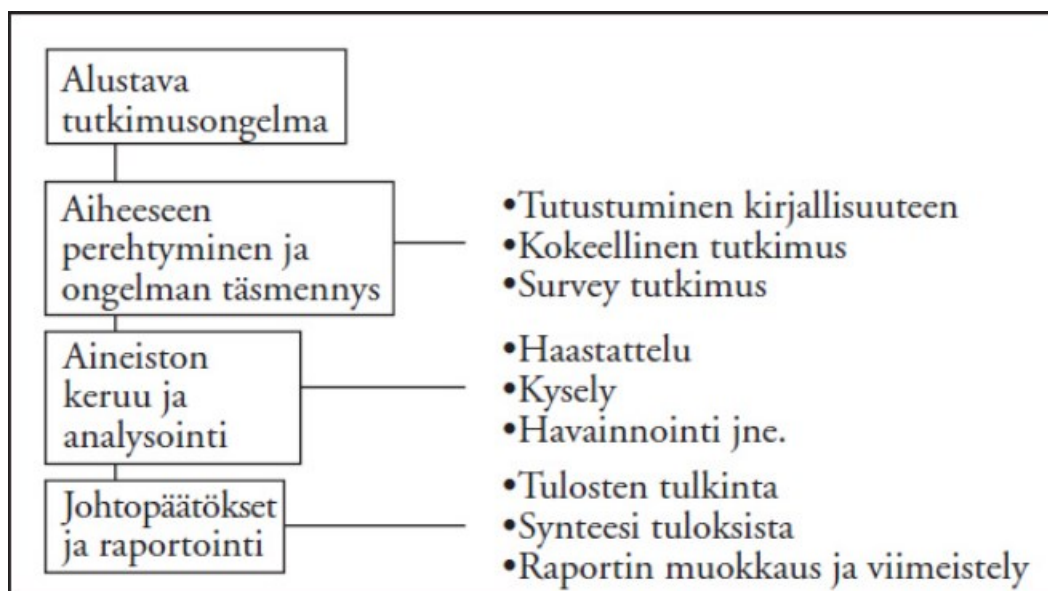 Alustava
tutkimusongelma
Aiheeseen
perehtyminen ja
ongelman täsmennys
•Tutustuminen kirjallisuuteen
•Kokeellinen tutkimus
•Survey tutkimus
Aineiston
keruu ja
analysointi
•Haastattelu
•Kysely
•Havainnointi jne.
Johtopäätökset
ja raportointi
•Tulosten tulkinta
•Synteesi tuloksista
•Raportin muokkaus ja viimeistely